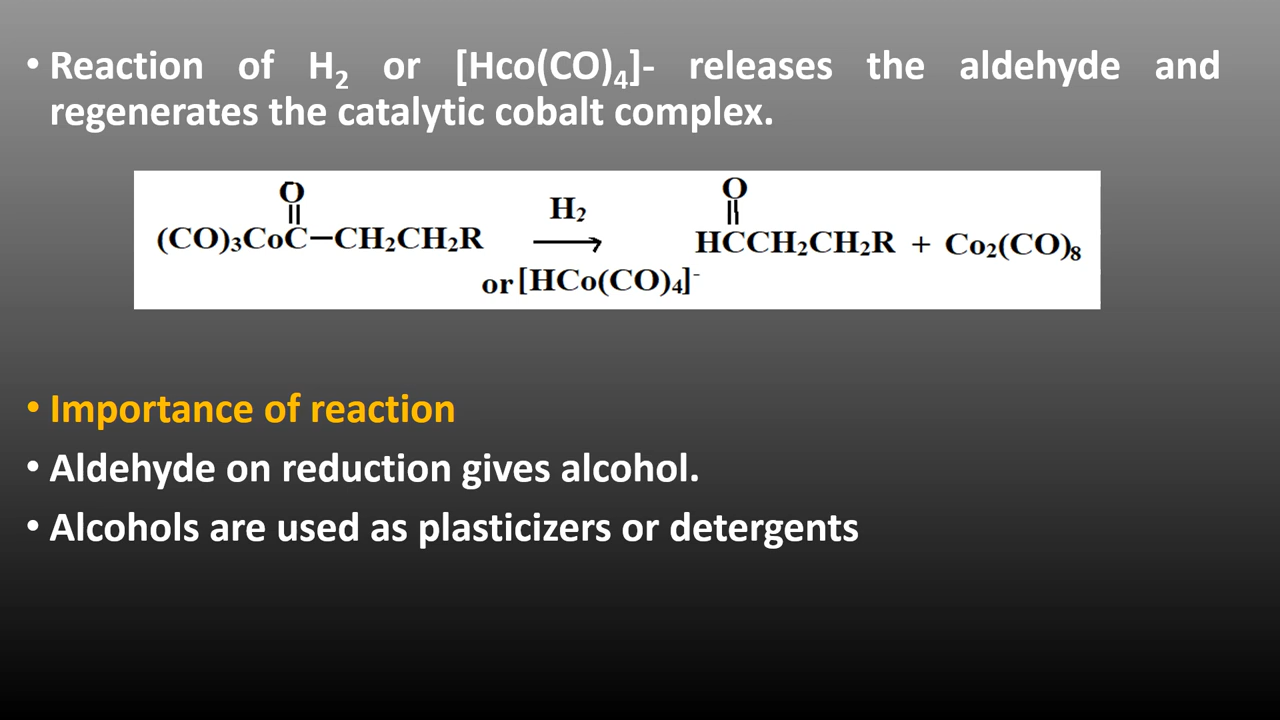 • Reaction of H₂ or [Hco(CO)₄]- releases the aldehyde and
regenerates the catalytic cobalt complex.
O
||
(CO)₃CoC—CH₂CH₂R
H₂
or [HCo(CO)₄]⁻
O
||
HCCH₂CH₂R + Co₂(CO)₈
• Importance of reaction
• Aldehyde on reduction gives alcohol.
• Alcohols are used as plasticizers or detergents